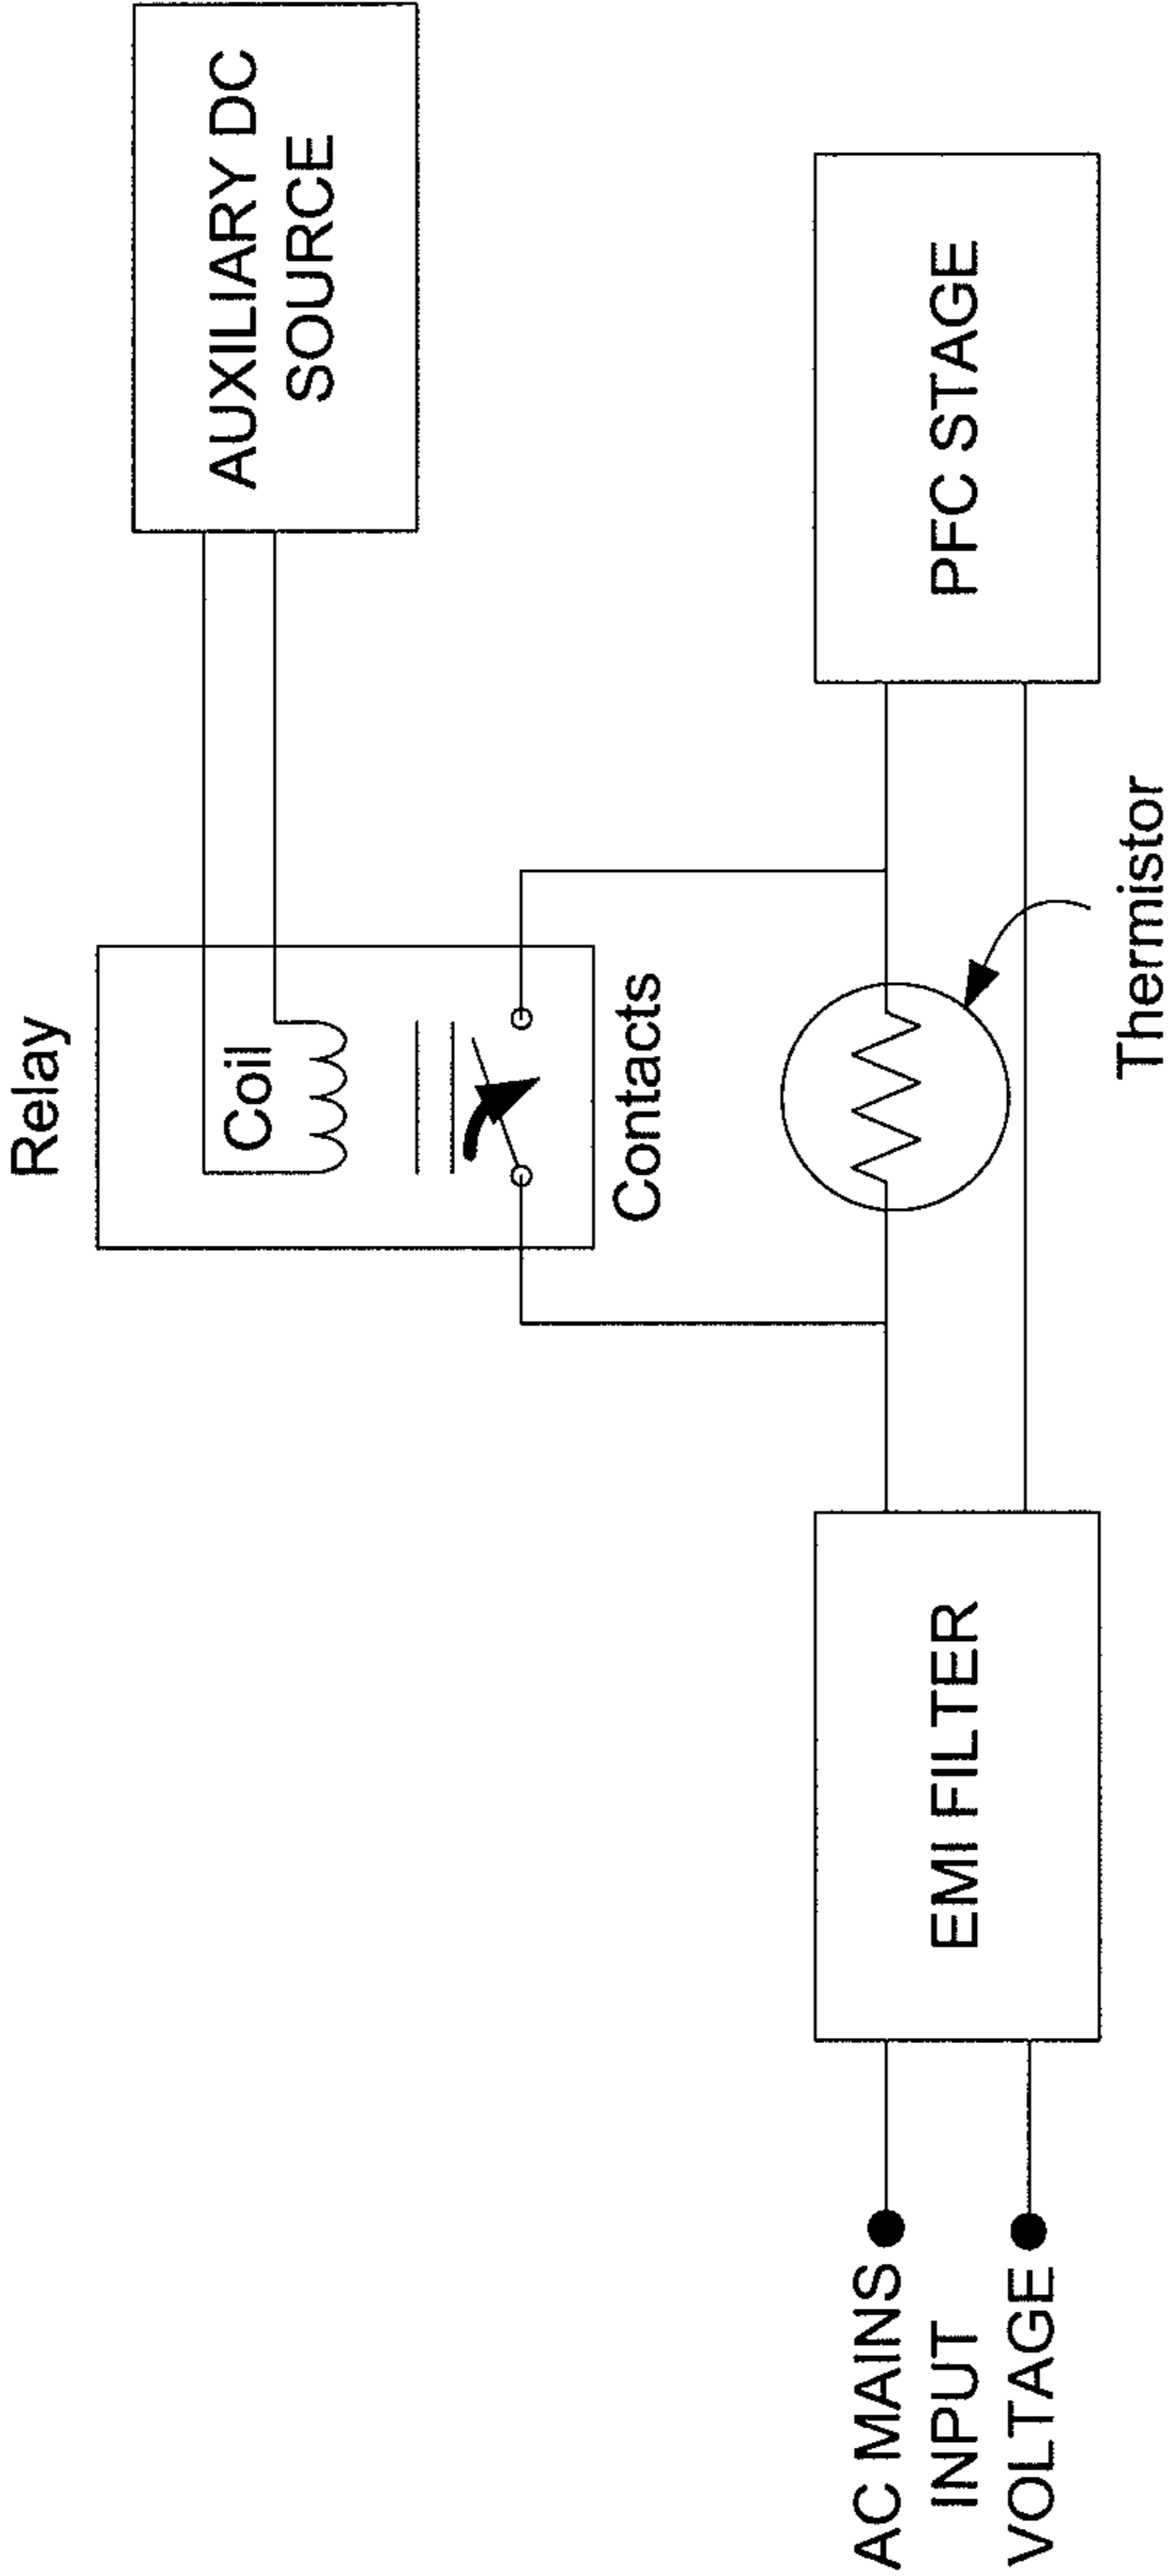 Relay
Coil
Contacts
AUXILIARY DC
SOURCE
AC MAINS
INPUT
VOLTAGE
EMI FILTER
Thermistor
PFC STAGE